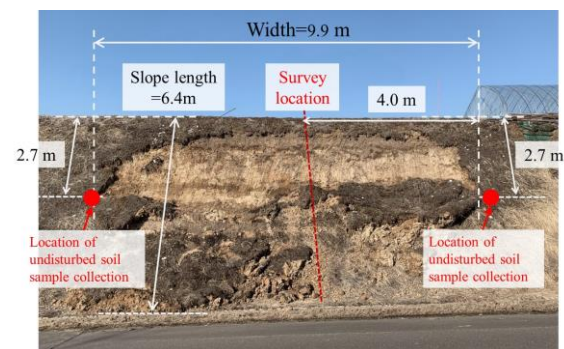 Width=9.9 m
Slope length
=6.4m
Survey
location
4.0 m
2.7 m
2.7 m
Location of
undisturbed soil
sample collection
Location of
undisturbed soil
sample collection